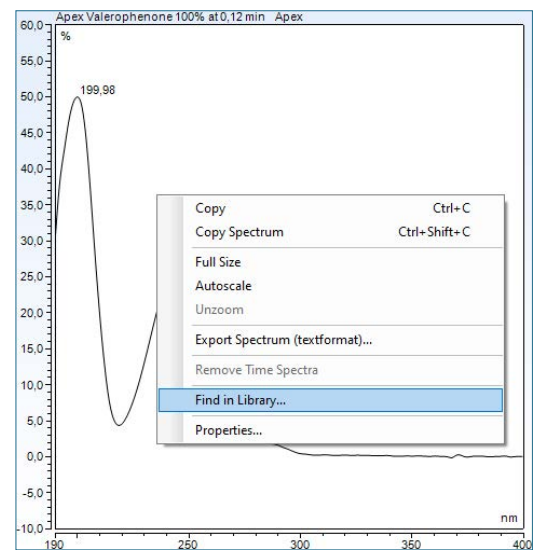 Apex Valerophenone 100% at 0,12 min Apex
60,0
%
55,0
199,98
50,0
45,0
40,0
35,0
30,0
25,0
20,0
15,0
10,0
5,0
0,0
-5,0
-10,0
Copy Ctrl+C
Copy Spectrum Ctrl+Shift+C
Full Size
Autoscale
Unzoom
Export Spectrum (textformat)...
Remove Time Spectra
Find in Library...
Properties...
nm
190 250 300 350 400